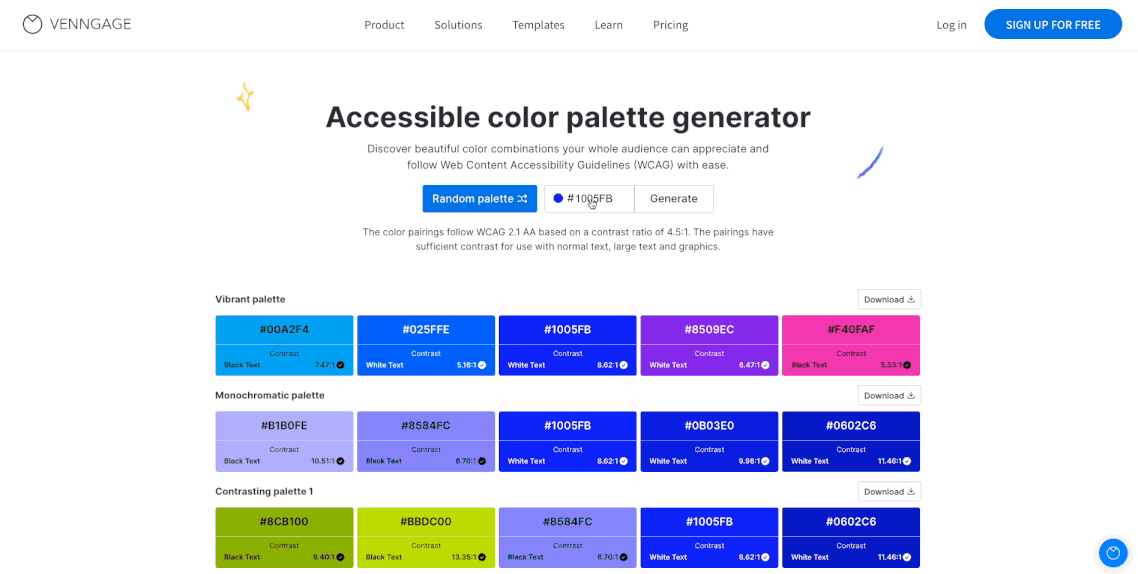 VENNGAGE
Product Solutions Templates Learn Pricing
Log in SIGN UP FOR FREE
Accessible color palette generator
Discover beautiful color combinations your whole audience can appreciate and
follow Web Content Accessibility Guidelines (WCAG) with ease.
Random palette #1005FB Generate
The color pairings follow WCAG 2.1 AA based on a contrast ratio of 4.5:1. The pairings have
sufficient contrast for use with normal text, large text and graphics.
Vibrant palette Download
#00A2F4 #025FFE #1005FB #8509EC #F40FAF
Contrast Contrast Contrast Contrast Contrast
Black Text 7.47:1 White Text 5.16:1 White Text 8.62:1 White Text 6.47:1 Black Text 5.53:1
Monochromatic palette Download
#B1B0FE #8584FC #1005FB #0B03E0 #0602C6
Contrast Contrast Contrast Contrast Contrast
Black Text 10.51:1 Black Text 6.70:1 White Text 8.62:1 White Text 9.98:1 White Text 11.46:1
Contrasting palette 1 Download
#8CB100 #BBDC00 #8584FC #1005FB #0602C6
Contrast Contrast Contrast Contrast Contrast
Black Text 6.40:1 Black Text 13.35:1 Black Text 6.70:1 White Text 8.62:1 White Text 11.46:1